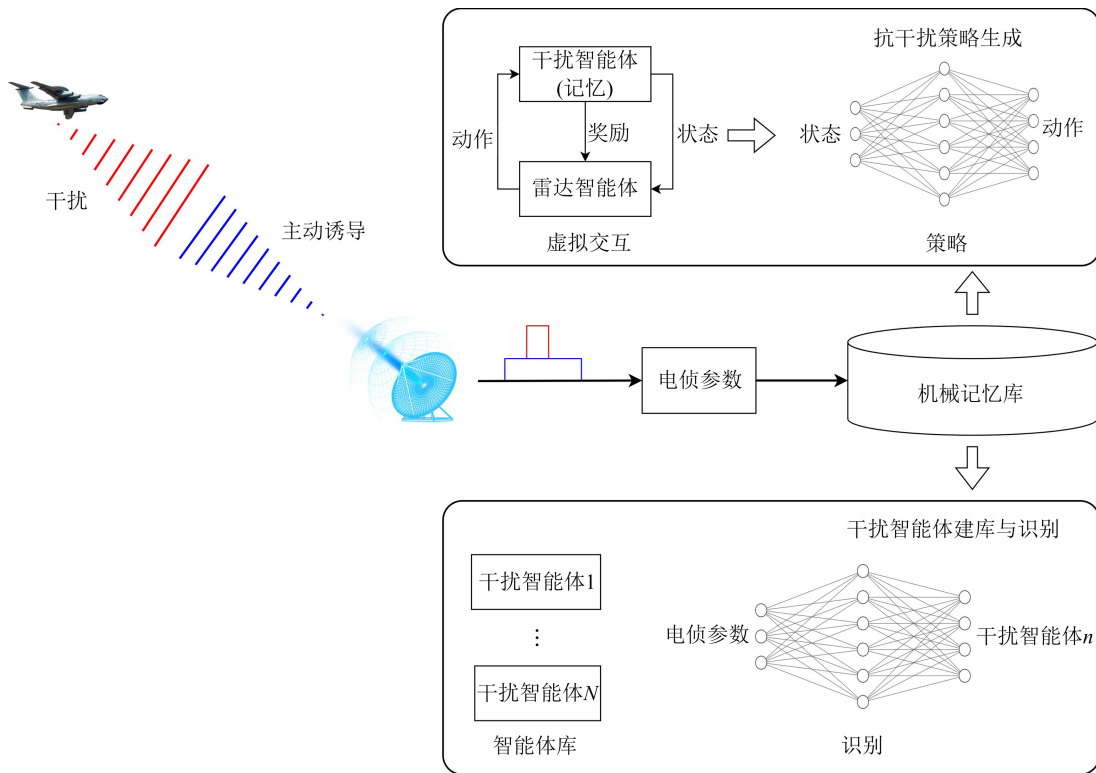 抗干扰策略生成
干扰智能体
(记忆)
动作
奖励
状态
状态
动作
雷达智能体
虚拟交互
策略
干扰
主动诱导
电侦参数
机械记忆库
干扰智能体建库与识别
干扰智能体1
⋮
干扰智能体N
智能体库
电侦参数
干扰智能体n
识别